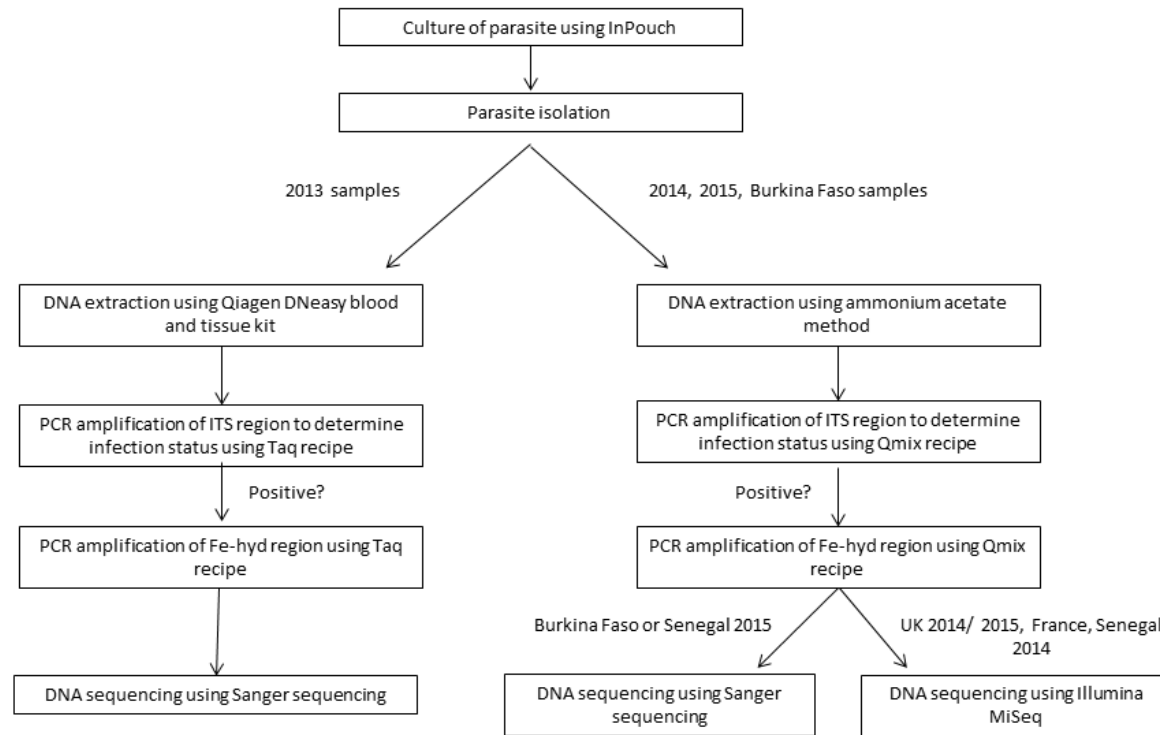 Culture of parasite using InPouch
Parasite isolation
2013 samples
2014, 2015, Burkina Faso samples
DNA extraction using Qiagen DNeasy blood
and tissue kit
DNA extraction using ammonium acetate
method
PCR amplification of ITS region to determine
infection status using Taq recipe
PCR amplification of ITS region to determine
infection status using Qmix recipe
Positive?
Positive?
PCR amplification of Fe-hyd region using Taq
recipe
PCR amplification of Fe-hyd region using Qmix
recipe
Burkina Faso or Senegal 2015
UK 2014/ 2015, France, Senegal
2014
DNA sequencing using Sanger sequencing
DNA sequencing using Sanger
sequencing
DNA sequencing using Illumina
MiSeq